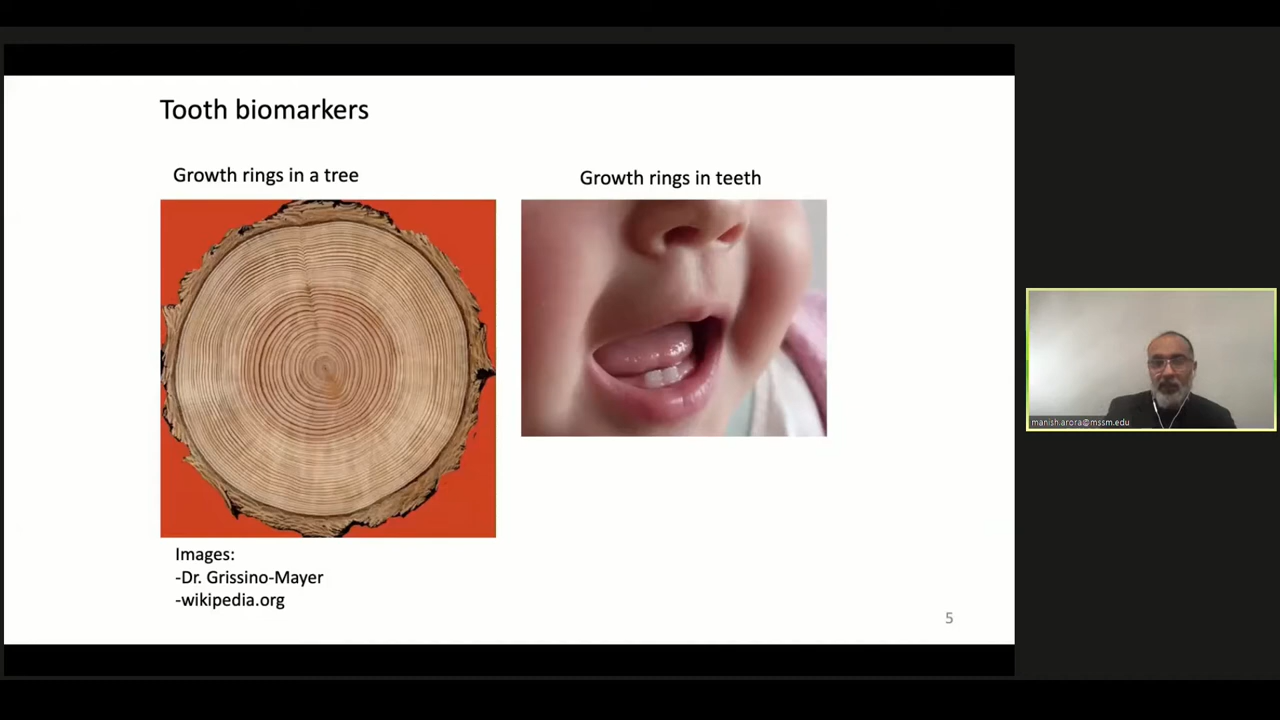 Tooth biomarkers
Growth rings in a tree
Growth rings in teeth
Images:
-Dr. Grissino-Mayer
-wikipedia.org
5
manish.arora@mssm.edu